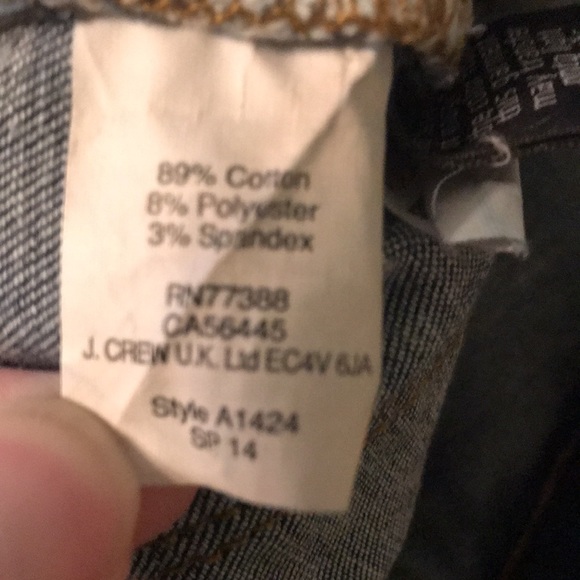 89% Cotton
8% Polyester
3% Spandex
RN77388
CA56445
J. CREW U.K. Ltd EC4V 6JA
Style A1424
SP 14